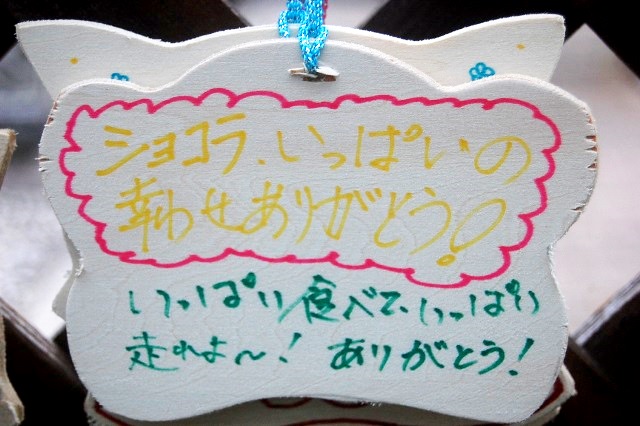 ショコラ、いっぱいの
幸わせありがとう!
いっぱい食べて、いっぱい
走れよ〜! ありがとう!